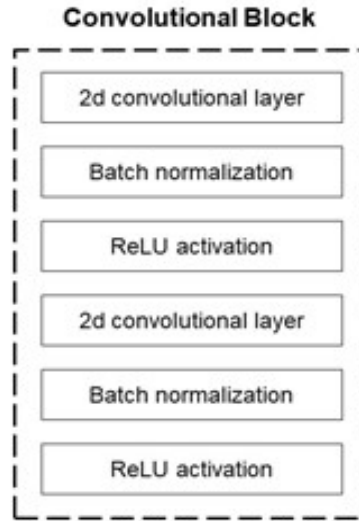 Convolutional Block
2d convolutional layer
Batch normalization
ReLU activation
2d convolutional layer
Batch normalization
ReLU activation